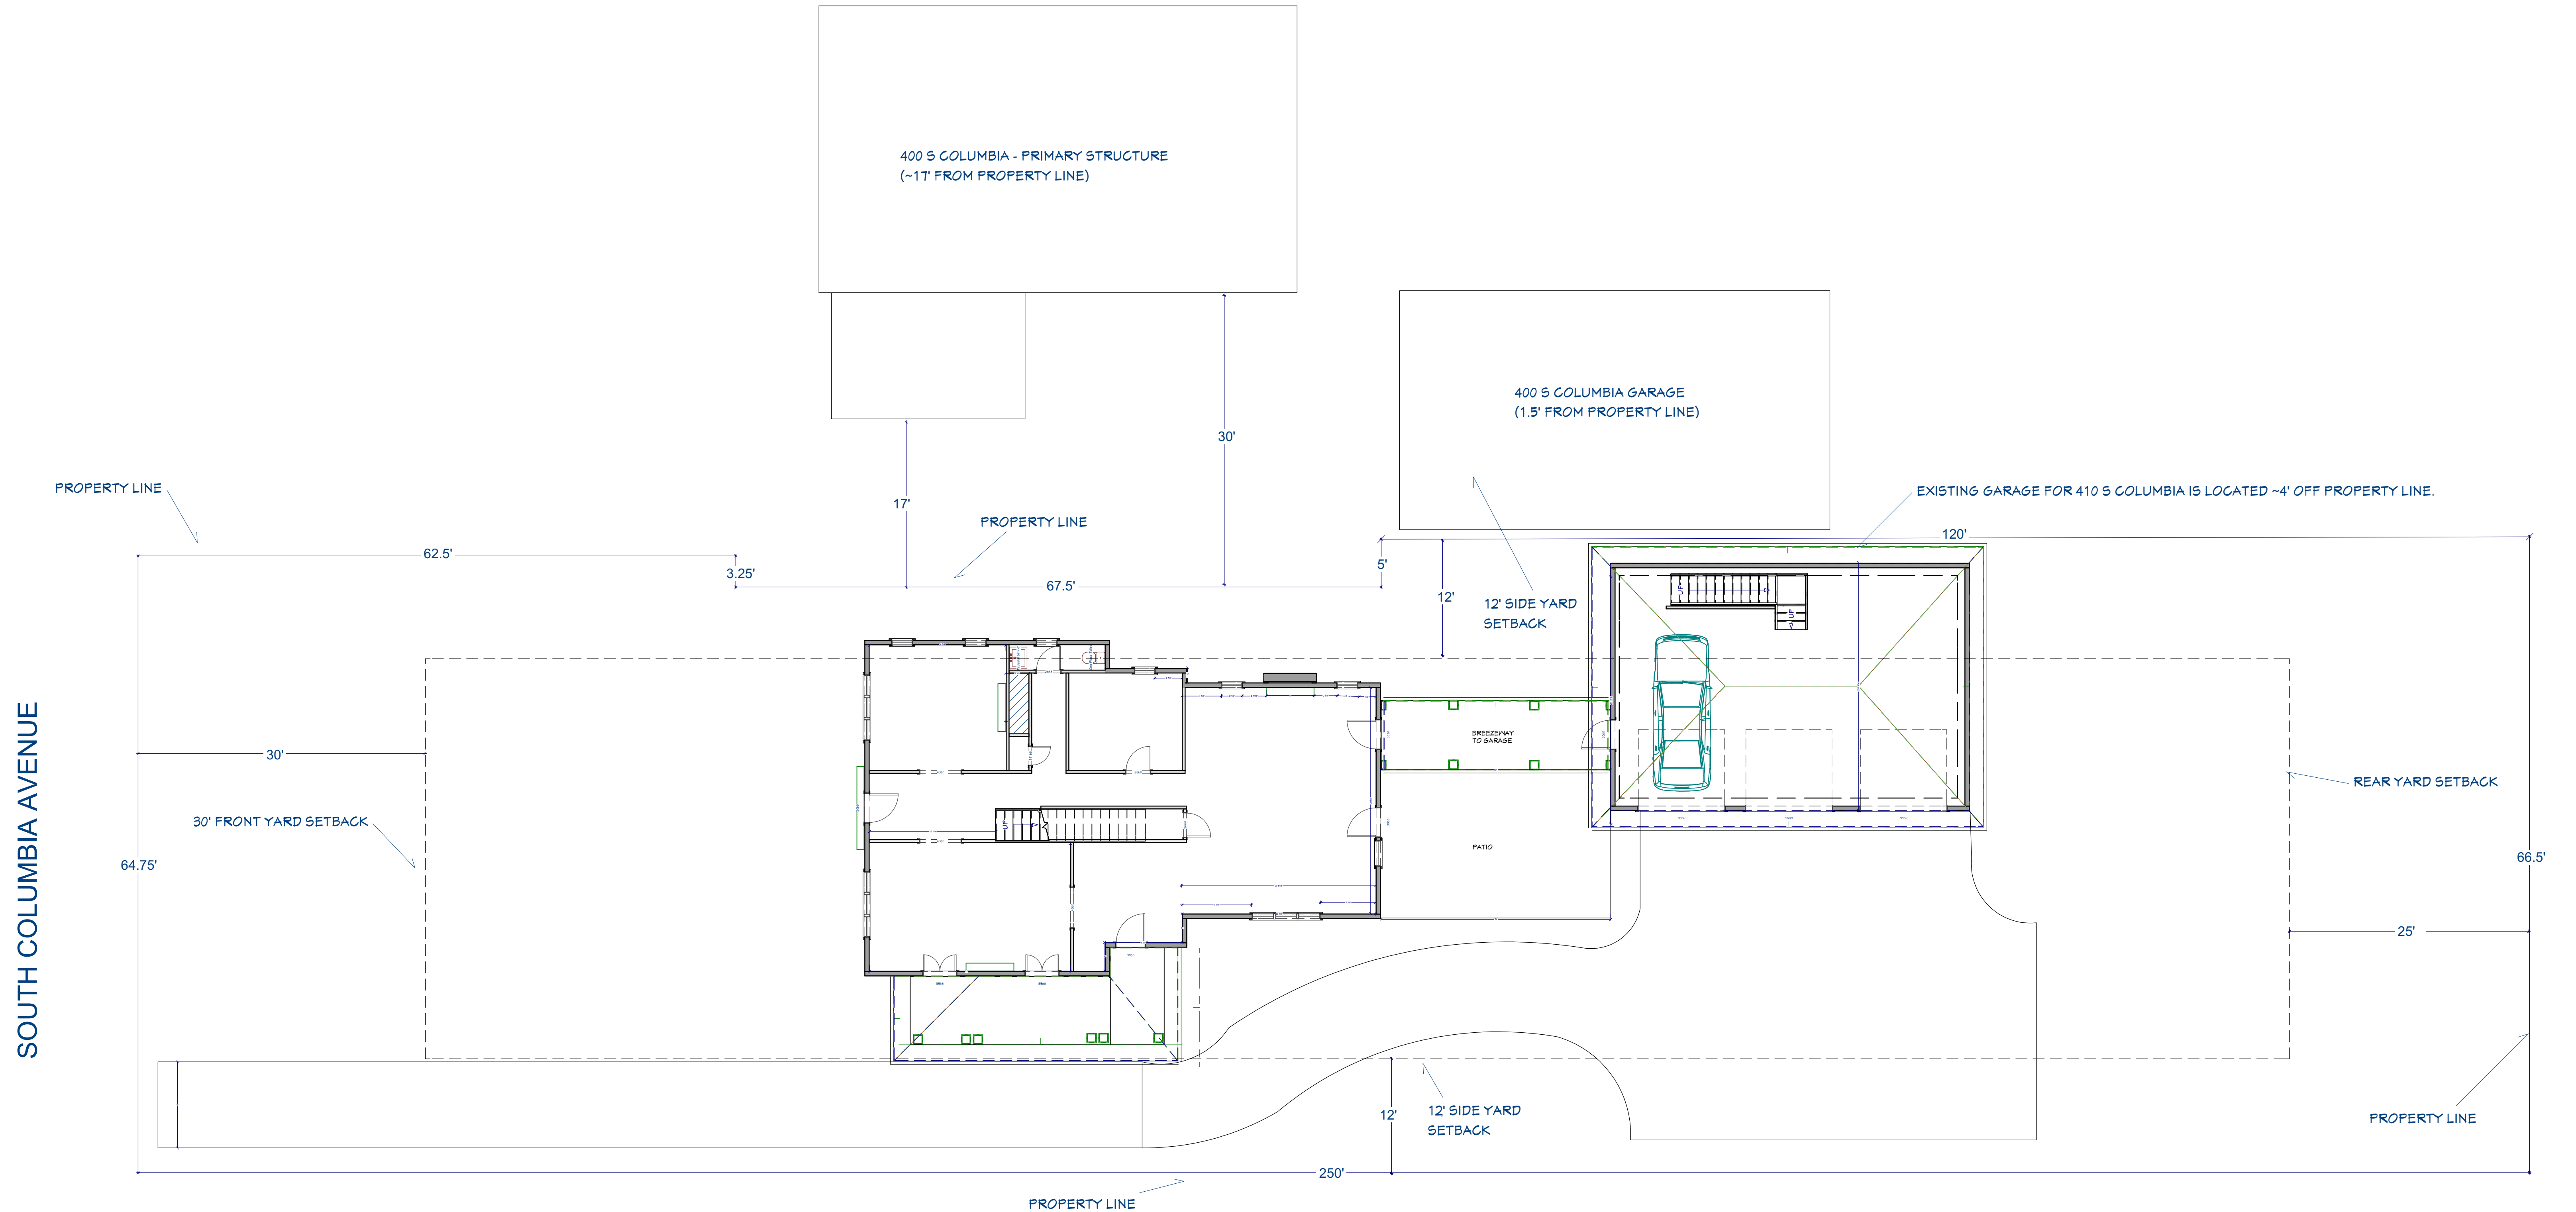 400 S COLUMBIA - PRIMARY STRUCTURE
(~17' FROM PROPERTY LINE)
400 S COLUMBIA GARAGE
(1.5' FROM PROPERTY LINE)
30'
17'
PROPERTY LINE
EXISTING GARAGE FOR 410 S COLUMBIA IS LOCATED ~4' OFF PROPERTY LINE.
PROPERTY LINE
120'
62.5'
5'
3.25'
67.5'
12'
12' SIDE YARD
SETBACK
UP
UP
BREEZEWAY
TO GARAGE
30'
REAR YARD SETBACK
30' FRONT YARD SETBACK
UP
PATIO
64.75'
66.5'
SOUTH COLUMBIA AVENUE
25'
12' SIDE YARD
SETBACK
12'
PROPERTY LINE
250'
PROPERTY LINE